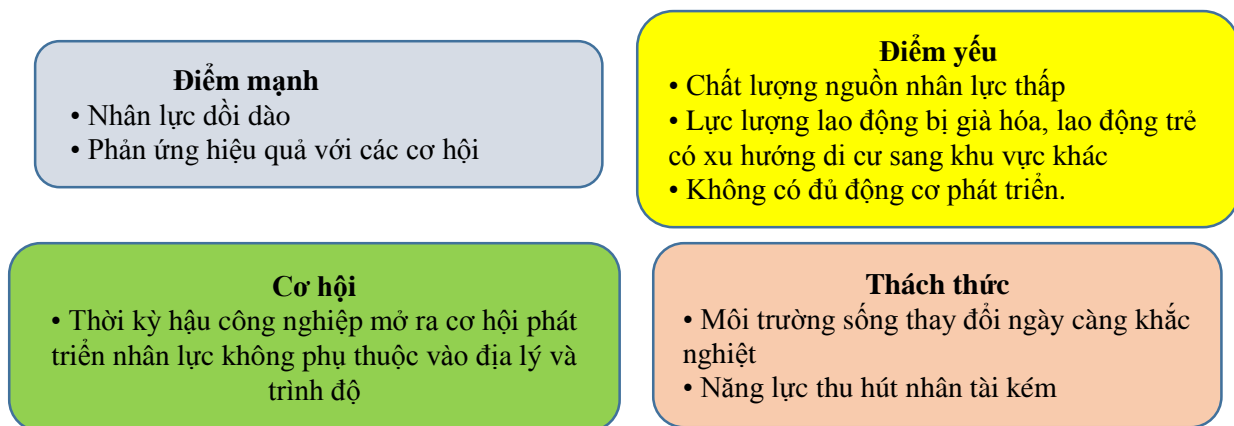 Điểm mạnh
• Nhân lực dồi dào
• Phản ứng hiệu quả với các cơ hội
Điểm yếu
• Chất lượng nguồn nhân lực thấp
• Lực lượng lao động bị già hóa, lao động trẻ
có xu hướng di cư sang khu vực khác
• Không có đủ động cơ phát triển.
Cơ hội
• Thời kỳ hậu công nghiệp mở ra cơ hội phát
triển nhân lực không phụ thuộc vào địa lý và
trình độ
Thách thức
• Môi trường sống thay đổi ngày càng khắc
nghiệt
• Năng lực thu hút nhân tài kém